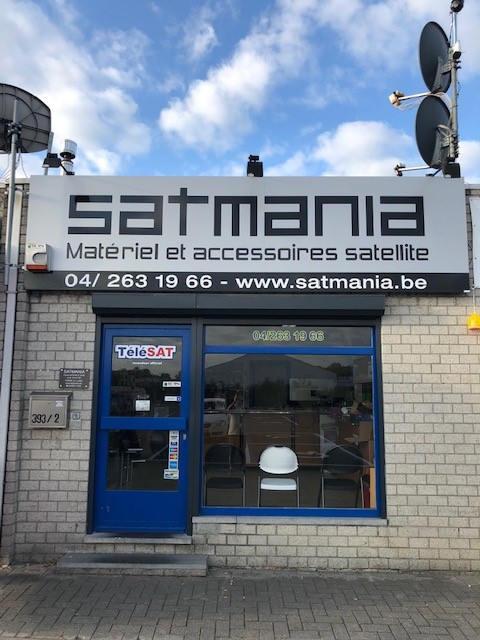 satmania
Matériel et accessoires satellite
04/ 263 19 66 - www.satmania.be
04/263 19 66
TéléSAT
SATMANIA
393/2